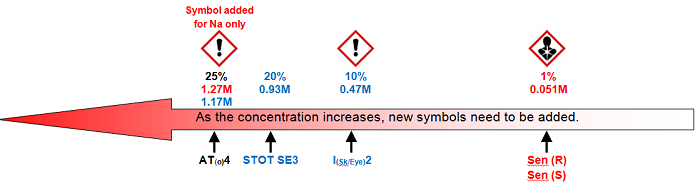 Symbol added
for Na only
25%
1.27M
1.17M
20%
0.93M
10%
0.47M
1%
0.051M
As the concentration increases, new symbols need to be added.
AT(o)4
STOT SE3
I(Sk/Eye)2
Sen (R)
Sen (S)